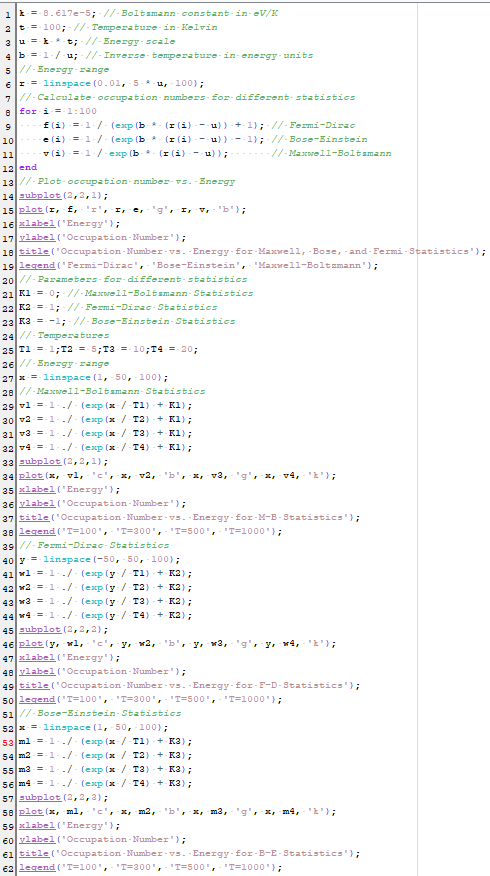 1 k = 8.617e-5; // Boltzmann constant in eV/K
2 t = 100; // Temperature in Kelvin
3 u = k * t; // Energy scale
4 b = 1 / u; // Inverse temperature in energy units
5 // Energy range
6 r = linspace(0.01, 5 * u, 100);
7 // Calculate occupation numbers for different statistics
8 for i = 1:100
9 f(i) = 1 / (exp(b * (r(i) - u)) + 1); // Fermi-Dirac
10 e(i) = 1 / (exp(b * (r(i) - u)) - 1); // Bose-Einstein
11 v(i) = 1 / exp(b * (r(i) - u)); // Maxwell-Boltzmann
12 end
13 // Plot occupation number vs. Energy
14 subplot(2,2,1);
15 plot(r, f, 'r', r, e, 'g', r, v, 'b');
16 xlabel('Energy');
17 ylabel('Occupation Number');
18 title('Occupation Number vs. Energy for Maxwell, Bose, and Fermi Statistics');
19 legend('Fermi-Dirac', 'Bose-Einstein', 'Maxwell-Boltzmann');
20 // Parameters for different statistics
21 K1 = 0; // Maxwell-Boltzmann Statistics
22 K2 = 1; // Fermi-Dirac Statistics
23 K3 = -1; // Bose-Einstein Statistics
24 // Temperatures
25 T1 = 1;T2 = 5;T3 = 10;T4 = 20;
26 // Energy range
27 x = linspace(1, 50, 100);
28 // Maxwell-Boltzmann Statistics
29 v1 = 1 ./ (exp(x / T1) + K1);
30 v2 = 1 ./ (exp(x / T2) + K1);
31 v3 = 1 ./ (exp(x / T3) + K1);
32 v4 = 1 ./ (exp(x / T4) + K1);
33 subplot(2,2,1);
34 plot(x, v1, 'c', x, v2, 'b', x, v3, 'g', x, v4, 'k');
35 xlabel('Energy');
36 ylabel('Occupation Number');
37 title('Occupation Number vs. Energy for M-B Statistics');
38 legend('T=100', 'T=300', 'T=500', 'T=1000');
39 // Fermi-Dirac Statistics
40 y = linspace(-50, 50, 100);
41 w1 = 1 ./ (exp(y / T1) + K2);
42 w2 = 1 ./ (exp(y / T2) + K2);
43 w3 = 1 ./ (exp(y / T3) + K2);
44 w4 = 1 ./ (exp(y / T4) + K2);
45 subplot(2,2,2);
46 plot(y, w1, 'c', y, w2, 'b', y, w3, 'g', y, w4, 'k');
47 xlabel('Energy');
48 ylabel('Occupation Number');
49 title('Occupation Number vs. Energy for F-D Statistics');
50 legend('T=100', 'T=300', 'T=500', 'T=1000');
51 // Bose-Einstein Statistics
52 x = linspace(1, 50, 100);
53 m1 = 1 ./ (exp(x / T1) + K3);
54 m2 = 1 ./ (exp(x / T2) + K3);
55 m3 = 1 ./ (exp(x / T3) + K3);
56 m4 = 1 ./ (exp(x / T4) + K3);
57 subplot(2,2,3);
58 plot(x, m1, 'c', x, m2, 'b', x, m3, 'g', x, m4, 'k');
59 xlabel('Energy');
60 ylabel('Occupation Number');
61 title('Occupation Number vs. Energy for B-E Statistics');
62 legend('T=100', 'T=300', 'T=500', 'T=1000');